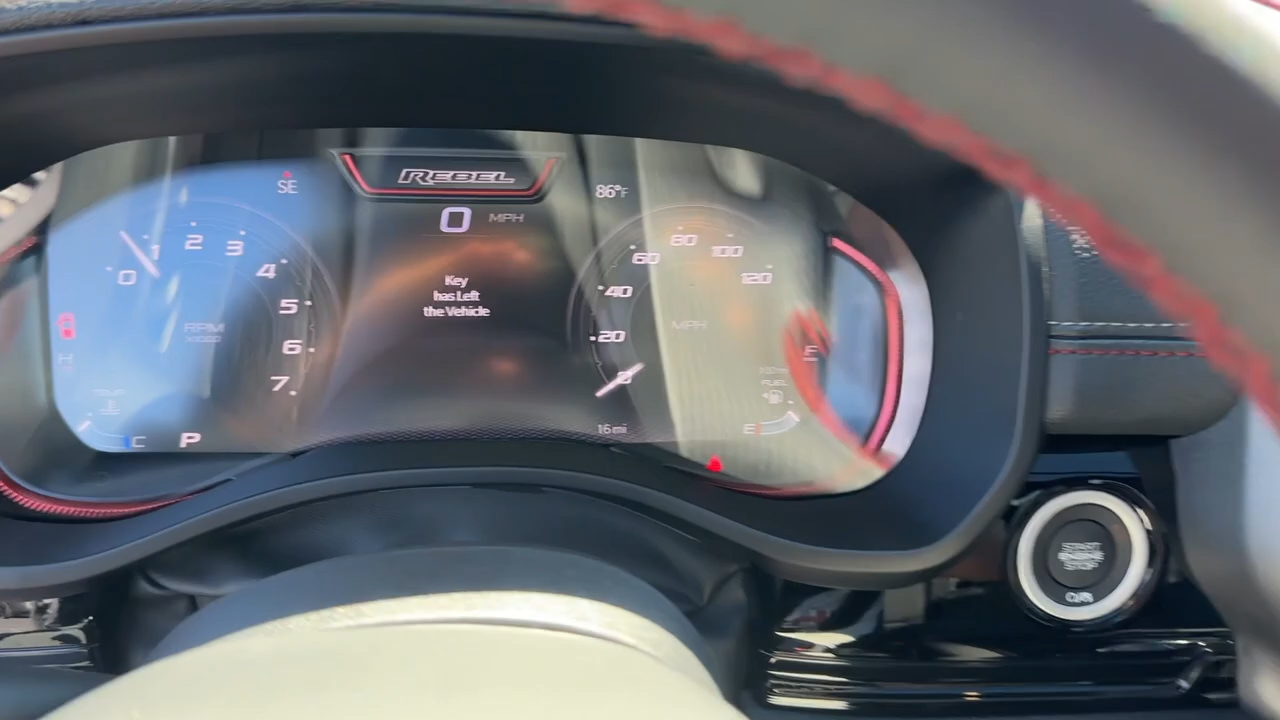 SE
REBEL
86°F
0 MPH
Key
has Left
the Vehicle
0
1
2
3
4
5
6
7
RPM
X1000
0
20
40
60
80
100
120
MPH
H
C
P
16 mi
F
FUEL
E
START
ENGINE
STOP